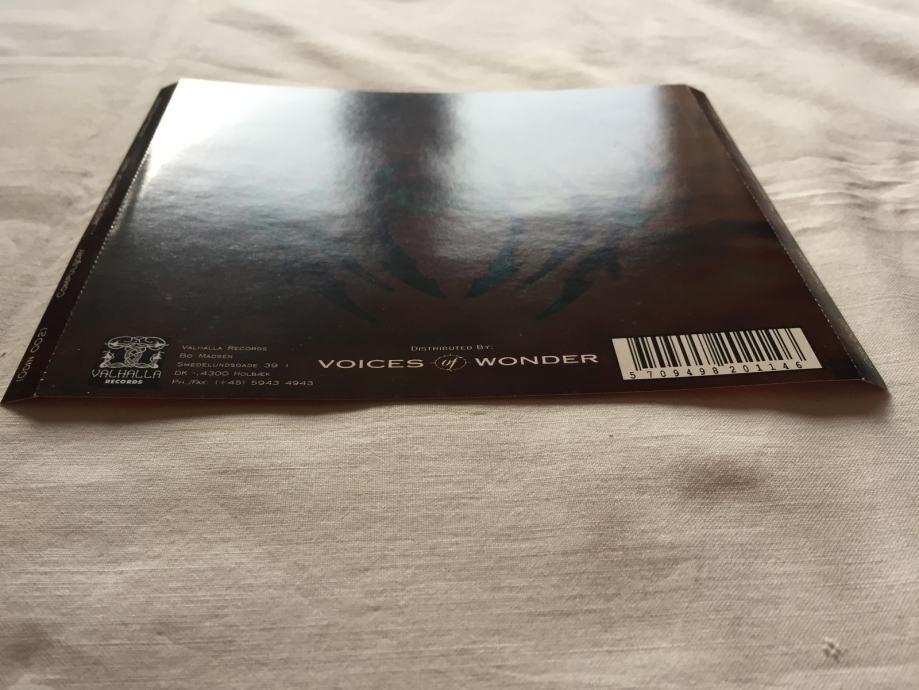 VALHALLA
RECORDS
VALHALLA RECORDS
BO MADSEN
SMEDELUNDSGADE 39 1
DK -.4300 HOLBÆK
PH./FAX: (+45) 5943 4943
DISTRIBUTED BY:
VOICES of WONDER
5 709498 201146